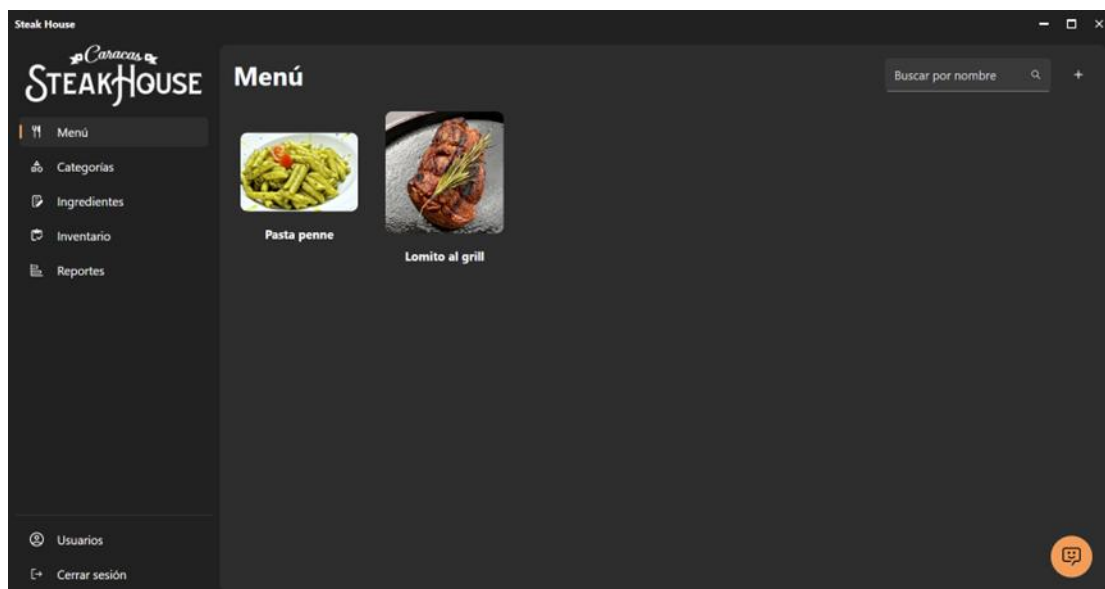 Steak House
Caracas
STEAKHOUSE
Menú
Buscar por nombre
Menú
Categorías
Ingredientes
Inventario
Reportes
Pasta penne
Lomito al grill
Usuarios
Cerrar sesión